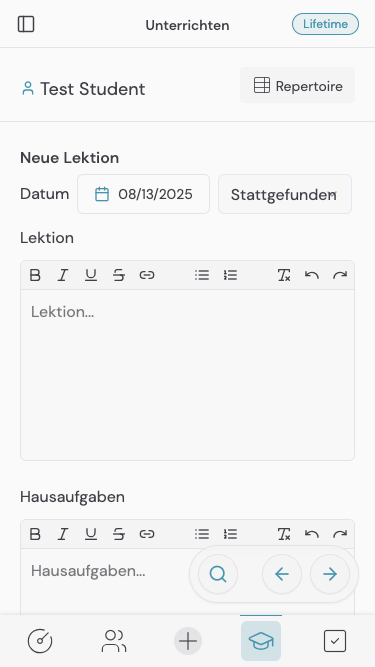 Unterrichten
Lifetime
Test Student
Repertoire
Neue Lektion
Datum 08/13/2025 Stattgefunden
Lektion
Lektion...
Hausaufgaben
Hausaufgaben...